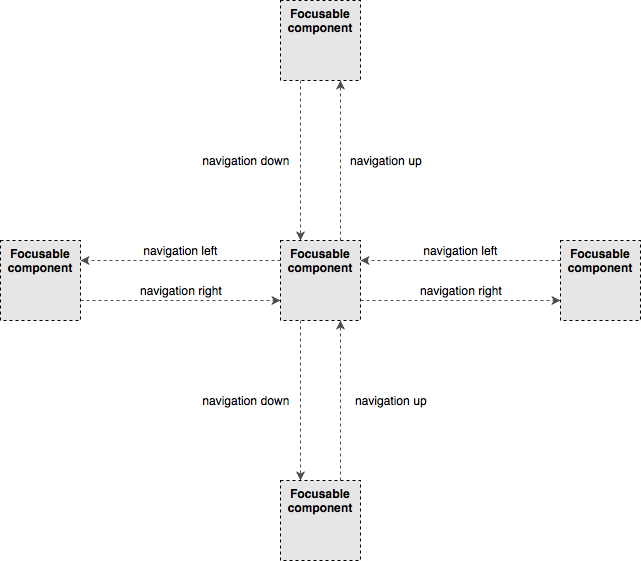 Focusable
component
navigation down
navigation up
Focusable
component
navigation left
navigation right
Focusable
component
navigation left
navigation right
Focusable
component
navigation down
navigation up
Focusable
component